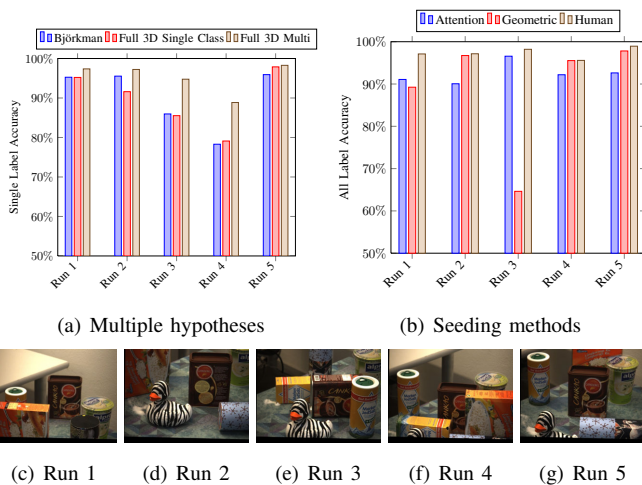 Björkman Full 3D Single Class Full 3D Multi
100%
90%
80%
70%
60%
50%
Single Label Accuracy
Run 1 Run 2 Run 3 Run 4 Run 5
(a) Multiple hypotheses
Attention Geometric Human
100%
90%
80%
70%
60%
50%
All Label Accuracy
Run 1 Run 2 Run 3 Run 4 Run 5
(b) Seeding methods
(c) Run 1 (d) Run 2 (e) Run 3 (f) Run 4 (g) Run 5